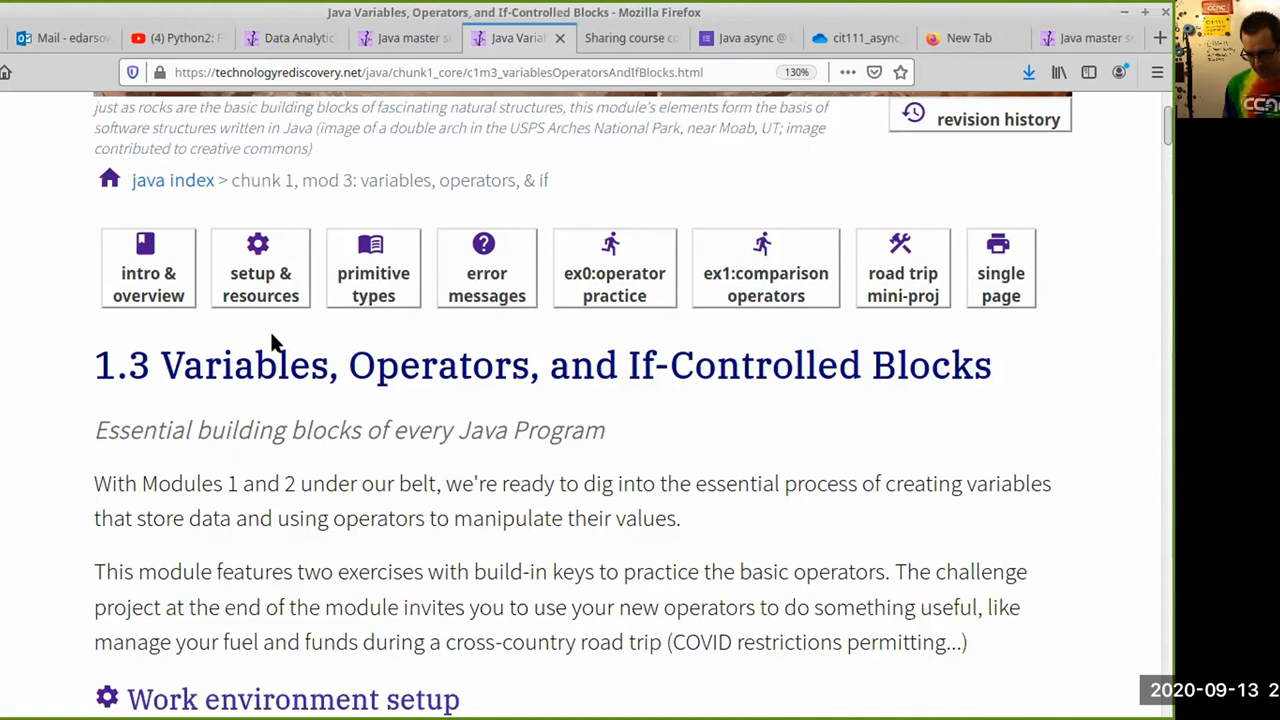 Java Variables, Operators, and If-Controlled Blocks - Mozilla Firefox
Mail - edarsov
(4) Python2: F
Data Analytic
Java master s
Java Varial
Sharing course co
Java async @
cit111_async_
New Tab
Java master s
https://technologyrediscovery.net/java/chunk1_core/c1m3_variablesOperatorsAndIfBlocks.html
130%
just as rocks are the basic building blocks of fascinating natural structures, this module's elements form the basis of
software structures written in Java (image of a double arch in the USPS Arches National Park, near Moab, UT; image
contributed to creative commons)
revision history
java index > chunk 1, mod 3: variables, operators, & if
intro &
overview
setup &
resources
primitive
types
error
messages
ex0:operator
practice
ex1:comparison
operators
road trip
mini-proj
single
page
1.3 Variables, Operators, and If-Controlled Blocks
Essential building blocks of every Java Program
With Modules 1 and 2 under our belt, we're ready to dig into the essential process of creating variables
that store data and using operators to manipulate their values.
This module features two exercises with build-in keys to practice the basic operators. The challenge
project at the end of the module invites you to use your new operators to do something useful, like
manage your fuel and funds during a cross-country road trip (COVID restrictions permitting...)
Work environment setup
2020-09-13 2